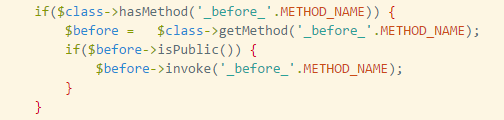 if($class->hasMethod('_before_'.METHOD_NAME)) {
$before =   $class->getMethod('_before_'.METHOD_NAME);
if($before->isPublic()) {
$before->invoke('_before_'.METHOD_NAME);
}
}